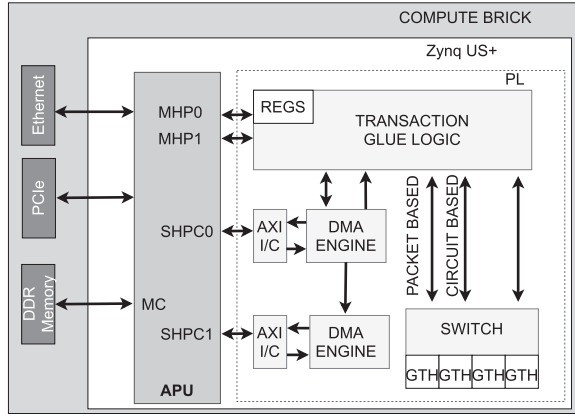 COMPUTE BRICK
Zynq US+
PL
Ethernet
PCIe
DDR
Memory
MHP0
MHP1
SHPC0
MC
SHPC1
APU
REGS
TRANSACTION
GLUE LOGIC
AXI
I/C
DMA
ENGINE
AXI
I/C
DMA
ENGINE
PACKET BASED
CIRCUIT BASED
SWITCH
GTH GTH GTH GTH